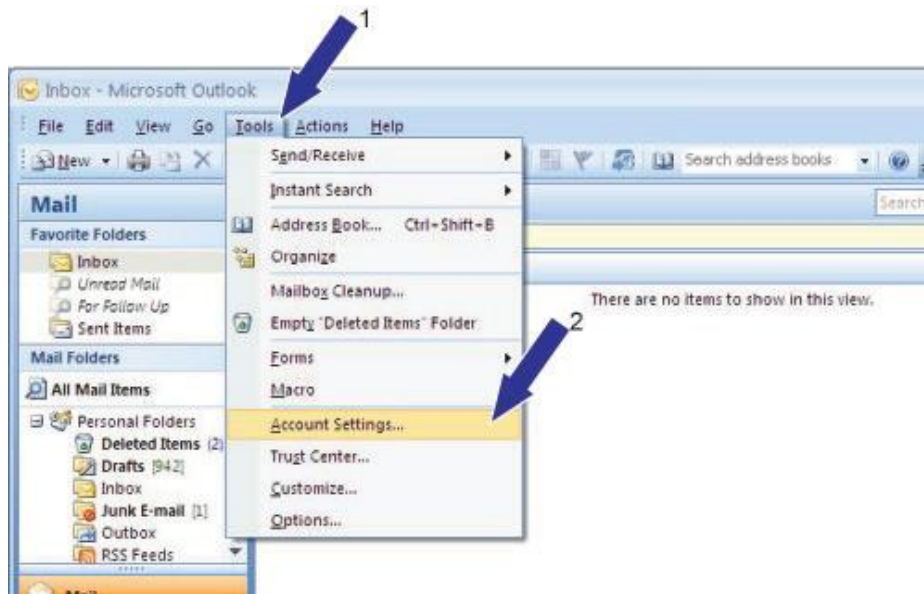 1
Inbox - Microsoft Outlook
File Edit View Go Tools Actions Help
New Search address books
Mail
Search
Favorite Folders
Inbox
Unread Mail
For Follow Up
Sent Items
Mail Folders
All Mail Items
Personal Folders
Deleted Items (2)
Drafts [942]
Inbox
Junk E-mail [1]
Outbox
RSS Feeds
Mail
Send/Receive
Instant Search
Address Book... Ctrl+Shift+B
Organize
Mailbox Cleanup...
Empty "Deleted Items" Folder
Forms
Macro
Account Settings...
Trust Center...
Customize...
Options...
There are no items to show in this view.
2